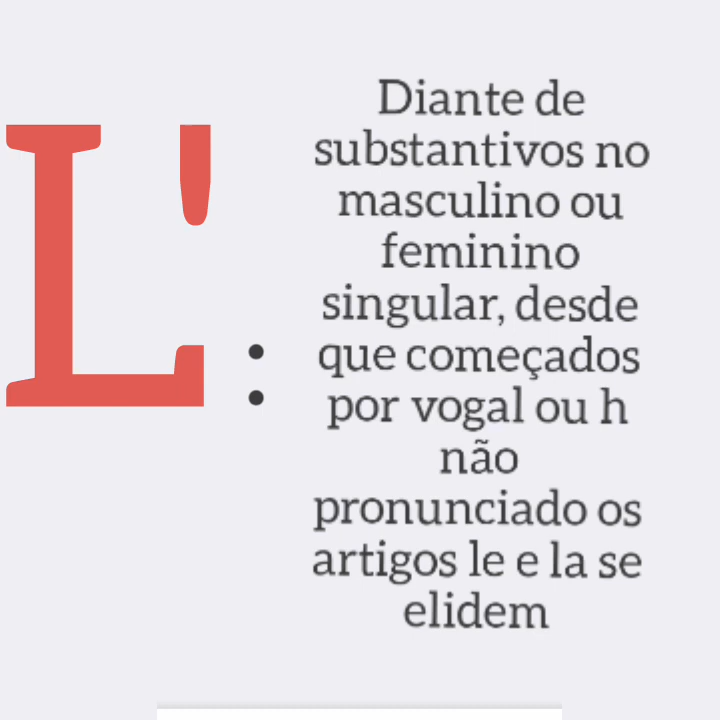 L':
Diante de
substantivos no
masculino ou
feminino
singular, desde
que começados
por vogal ou h
não
pronunciado os
artigos le e la se
elidem